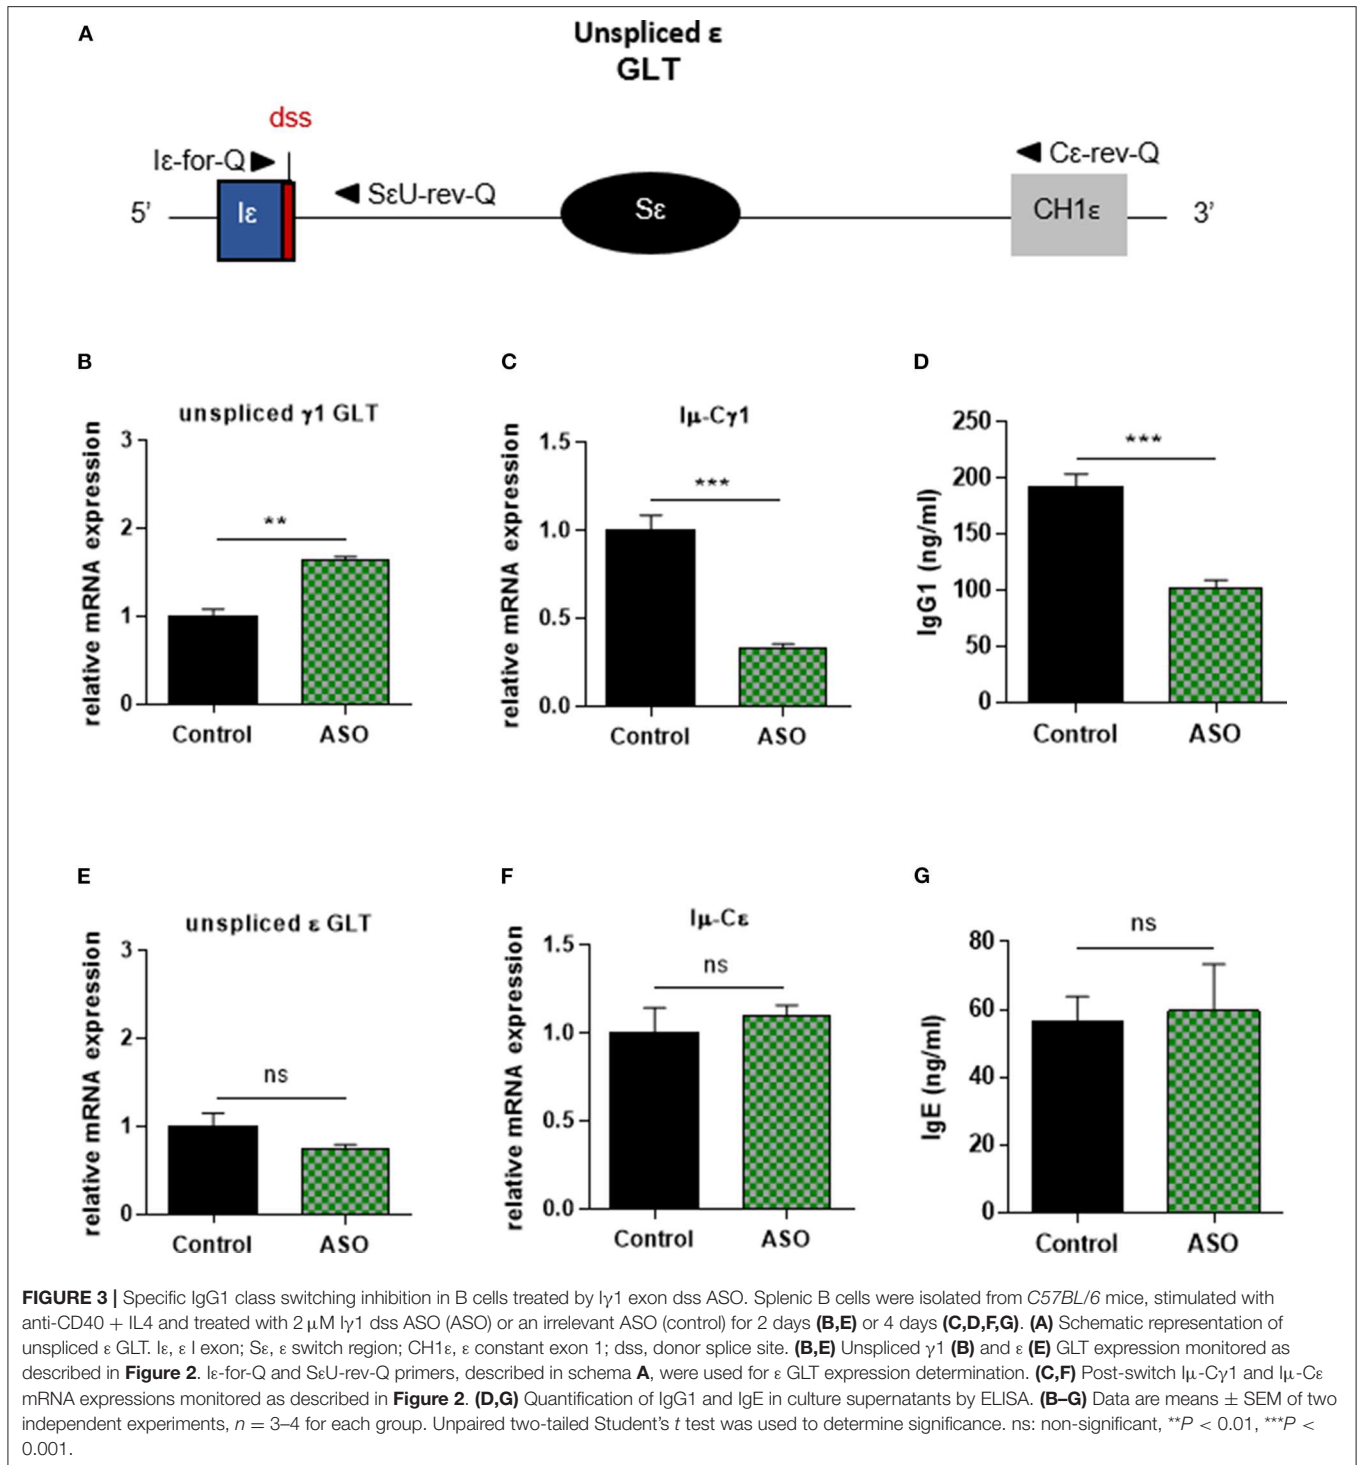 A
Unspliced ε
GLT
dss
Iε-for-Q
Cε-rev-Q
SεU-rev-Q
5’
Iε
Sε
CH1ε
3’
B
unspliced γ1 GLT
relative mRNA expression
3
2
1
0
**
Control
ASO
C
Iμ-Cγ1
relative mRNA expression
1.5
1.0
0.5
0.0
***
Control
ASO
D
IgG1 (ng/ml)
250
200
150
100
50
0
***
Control
ASO
E
unspliced ε GLT
relative mRNA expression
3
2
1
0
ns
Control
ASO
F
Iμ-Cε
relative mRNA expression
1.5
1.0
0.5
0.0
ns
Control
ASO
G
IgE (ng/ml)
80
60
40
20
0
ns
Control
ASO
FIGURE 3 | Specific IgG1 class switching inhibition in B cells treated by Iγ1 exon dss ASO. Splenic B cells were isolated from C57BL/6 mice, stimulated with
anti-CD40 + IL4 and treated with 2 μM Iγ1 dss ASO (ASO) or an irrelevant ASO (control) for 2 days (B,E) or 4 days (C,D,F,G). (A) Schematic representation of
unspliced ε GLT. Iε, ε I exon; Sε, ε switch region; CH1ε, ε constant exon 1; dss, donor splice site. (B,E) Unspliced γ1 (B) and ε (E) GLT expression monitored as
described in Figure 2. Iε-for-Q and SεU-rev-Q primers, described in schema A, were used for ε GLT expression determination. (C,F) Post-switch Iμ-Cγ1 and Iμ-Cε
mRNA expressions monitored as described in Figure 2. (D,G) Quantification of IgG1 and IgE in culture supernatants by ELISA. (B–G) Data are means ± SEM of two
independent experiments, n = 3–4 for each group. Unpaired two-tailed Student’s t test was used to determine significance. ns: non-significant, **P < 0.01, ***P <
0.001.